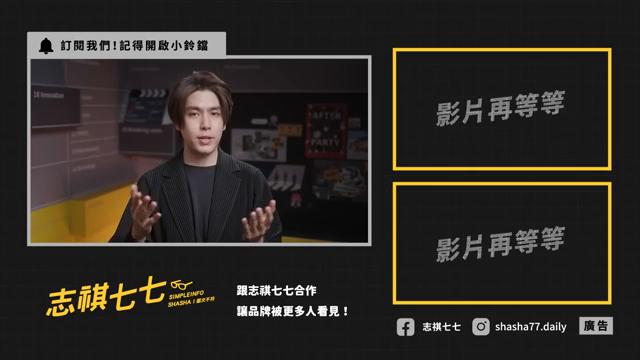 訂閱我們！記得開啟小鈴鐺
18 Innovation
AFTER
PARTY
影片再等等
影片再等等
志祺七七
SIMPLEINFO
SHASHA
跟志祺七七合作
讓品牌被更多人看見！
志祺七七
shasha77.daily
廣告